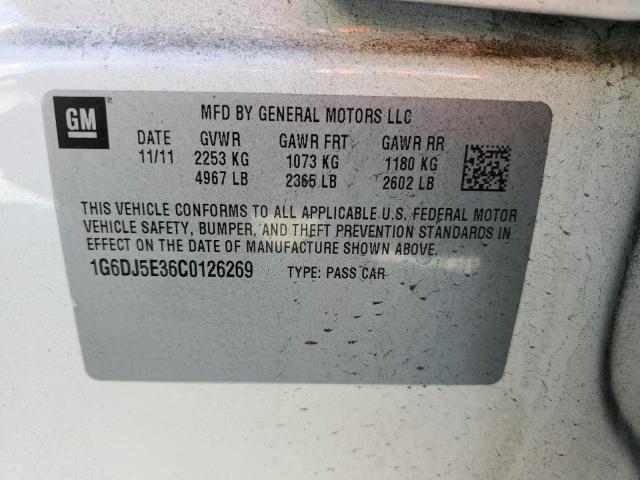 GM
MFD BY GENERAL MOTORS LLC
DATE GVWR GAWR FRT GAWR RR
11/11 2253 KG 1073 KG 1180 KG
4967 LB 2365 LB 2602 LB
THIS VEHICLE CONFORMS TO ALL APPLICABLE U.S. FEDERAL MOTOR
VEHICLE SAFETY, BUMPER, AND THEFT PREVENTION STANDARDS IN
EFFECT ON THE DATE OF MANUFACTURE SHOWN ABOVE.
1G6DJ5E36C0126269 TYPE: PASS CAR